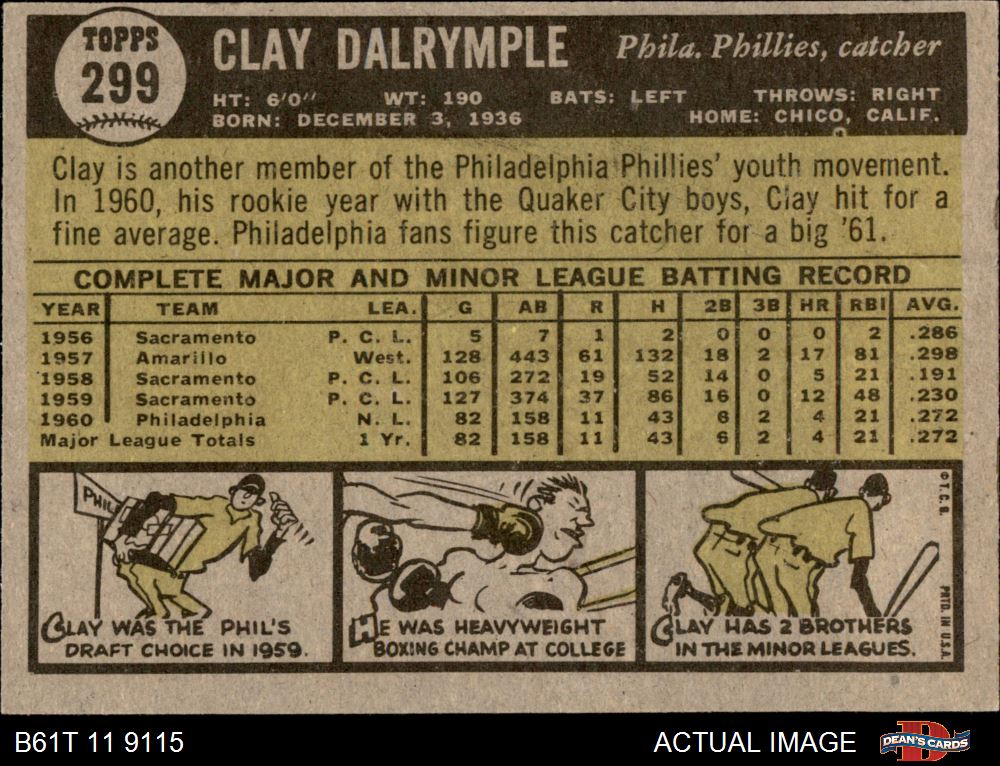 TOPPS
299
CLAY DALRYMPLE Phila. Phillies, catcher
HT: 6'0" WT: 190 BATS: LEFT THROWS: RIGHT
BORN: DECEMBER 3, 1936 HOME: CHICO, CALIF.
Clay is another member of the Philadelphia Phillies' youth movement.
In 1960, his rookie year with the Quaker City boys, Clay hit for a
fine average. Philadelphia fans figure this catcher for a big '61.
COMPLETE MAJOR AND MINOR LEAGUE BATTING RECORD
YEAR TEAM LEA. G AB R H 2B 3B HR RBI AVG.
1956 Sacramento P. C. L. 5 7 1 2 0 0 0 2 .286
1957 Amarillo West. 128 443 61 132 18 2 17 81 .298
1958 Sacramento P. C. L. 106 272 19 52 14 0 5 21 .191
1959 Sacramento P. C. L. 127 374 37 86 16 0 12 48 .230
1960 Philadelphia N. L. 82 158 11 43 6 2 4 21 .272
Major League Totals 1 Yr. 82 158 11 43 6 2 4 21 .272
PHIL
CLAY WAS THE PHIL'S
DRAFT CHOICE IN 1959.
HE WAS HEAVYWEIGHT
BOXING CHAMP AT COLLEGE
CLAY HAS 2 BROTHERS
IN THE MINOR LEAGUES.
© T. C. G.
PRTD. IN U.S.A.
B61T 11 9115 ACTUAL IMAGE
D
DEAN'S CARDS